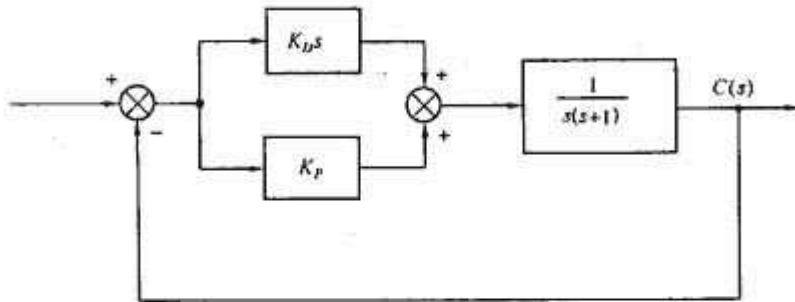 K_D s
+
+
1
C(s)
s(s+1)
−
+
K_P